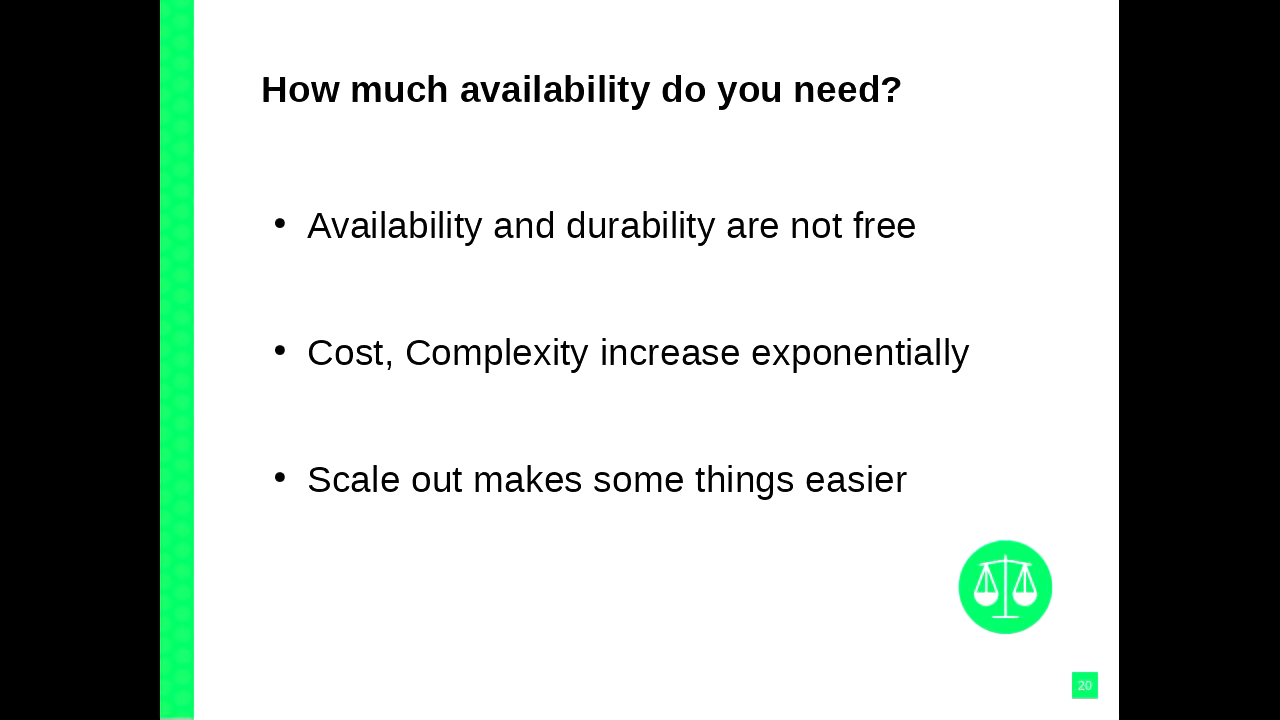 How much availability do you need?
• Availability and durability are not free
• Cost, Complexity increase exponentially
• Scale out makes some things easier
20